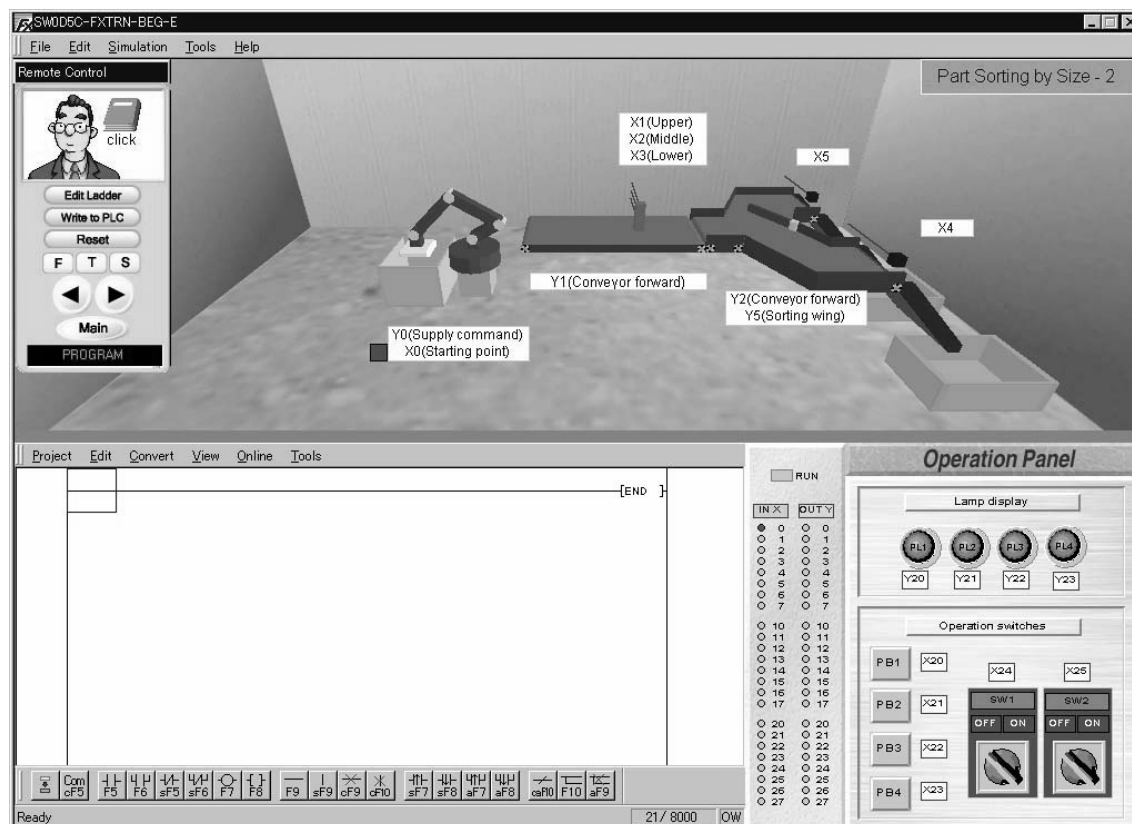 SW0D5C-FXTRN-BEG-E
File Edit Simulation Tools Help
Remote Control
click
Edit Ladder
Write to PLC
Reset
F T S
Main
PROGRAM
Part Sorting by Size - 2
X1(Upper)
X2(Middle)
X3(Lower)
X5
X4
Y1(Conveyor forward)
Y2(Conveyor forward)
Y5(Sorting wing)
Y0(Supply command)
X0(Starting point)
Project Edit Convert View Online Tools
END
RUN
IN X OUT Y
0 0
1 1
2 2
3 3
4 4
5 5
6 6
7 7
10 10
11 11
12 12
13 13
14 14
15 15
16 16
17 17
20 20
21 21
22 22
23 23
24 24
25 25
26 26
27 27
Operation Panel
Lamp display
PL1 PL2 PL3 PL4
Y20 Y21 Y22 Y23
Operation switches
PB1 X20
PB2 X21
PB3 X22
PB4 X23
X24 X25
SW1 SW2
OFF ON OFF ON
Com
cF5 F5 F6 sF5 sF6 F7 F8 F9 sF9 cF9 cF10 sF7 sF8 aF7 aF8 caF10 F10 aF9
Ready 21/ 8000 OW